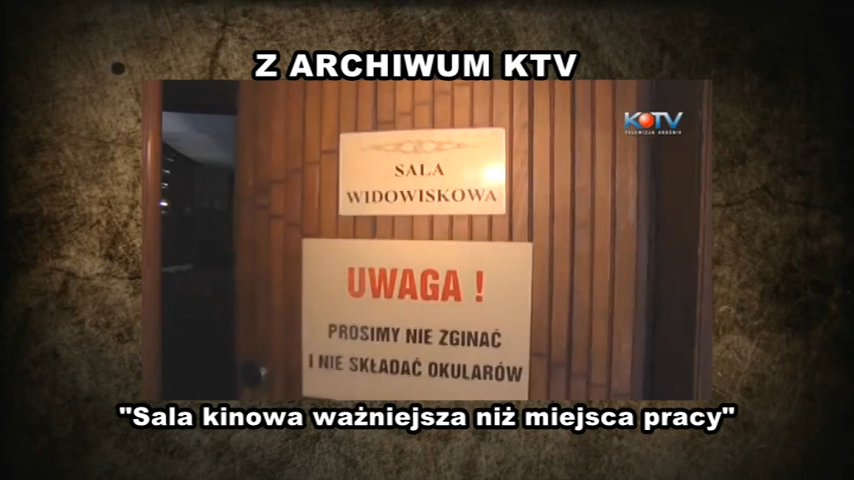 Z ARCHIWUM KTV
KTV
TELEWIZJA KRAŚNIK
SALA
WIDOWISKOWA
UWAGA !
PROSIMY NIE ZGINAĆ
I NIE SKŁADAĆ OKULARÓW
"Sala kinowa ważniejsza niż miejsca pracy"